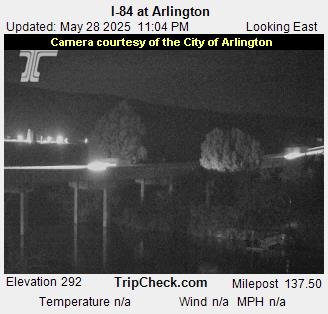 I-84 at Arlington
Updated: May 28 2025 11:04 PM Looking East
Camera courtesy of the City of Arlington
Elevation 292 TripCheck.com Milepost 137.50
Temperature n/a Wind n/a MPH n/a